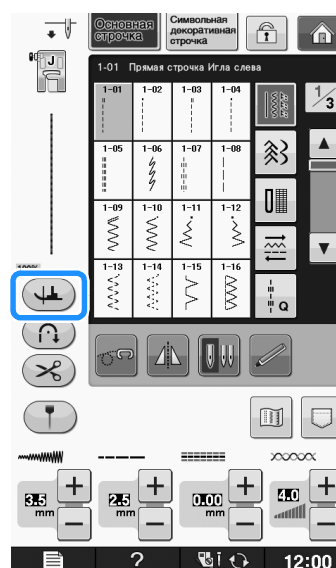 Основная строчка
Символьная декоративная строчка
J
1-01 Прямая строчка Игла слева
1/3
1-01 1-02 1-03 1-04
1-05 1-06 1-07 1-08
1-09 1-10 1-11 1-12
1-13 1-14 1-15 1-16
Q
3.5 mm
2.5 mm
0.00 mm
4.0
?
12:00